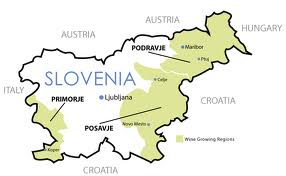 AUSTRIA
AUSTRIA
HUNGARY
PODRAVJE
Maribor
Ptuj
SLOVENIA
Celje
ITALY
PRIMORJE
Ljubljana
CROATIA
POSAVJE
Novo Mesto
Wine Growing Regions
Koper
CROATIA